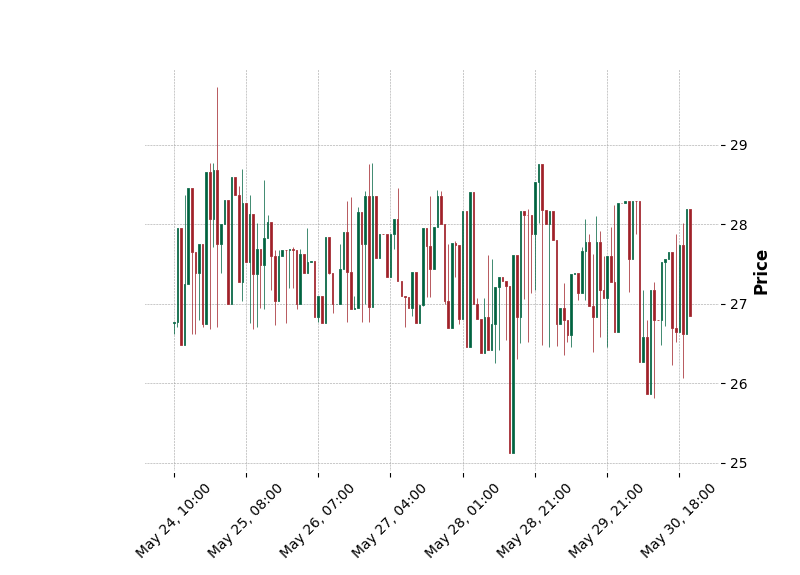 29
28
27
26
25
Price
May 24, 10:00
May 25, 08:00
May 26, 07:00
May 27, 04:00
May 28, 01:00
May 28, 21:00
May 29, 21:00
May 30, 18:00